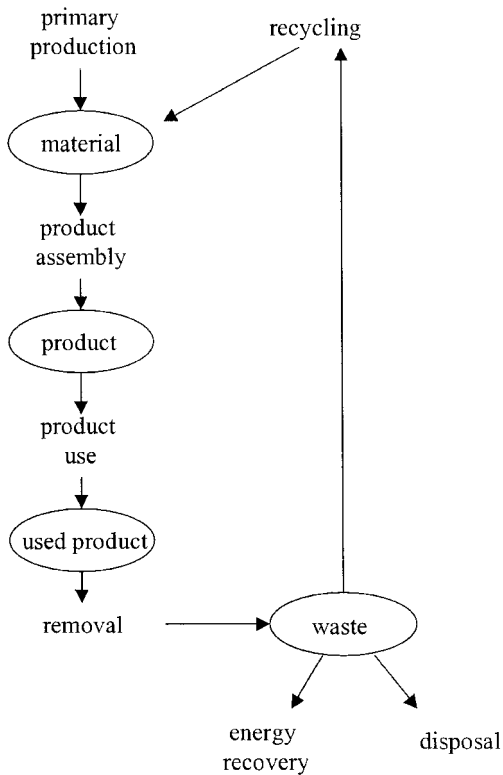 primary
production
recycling
material
product
assembly
product
product
use
used product
removal
waste
energy
recovery
disposal